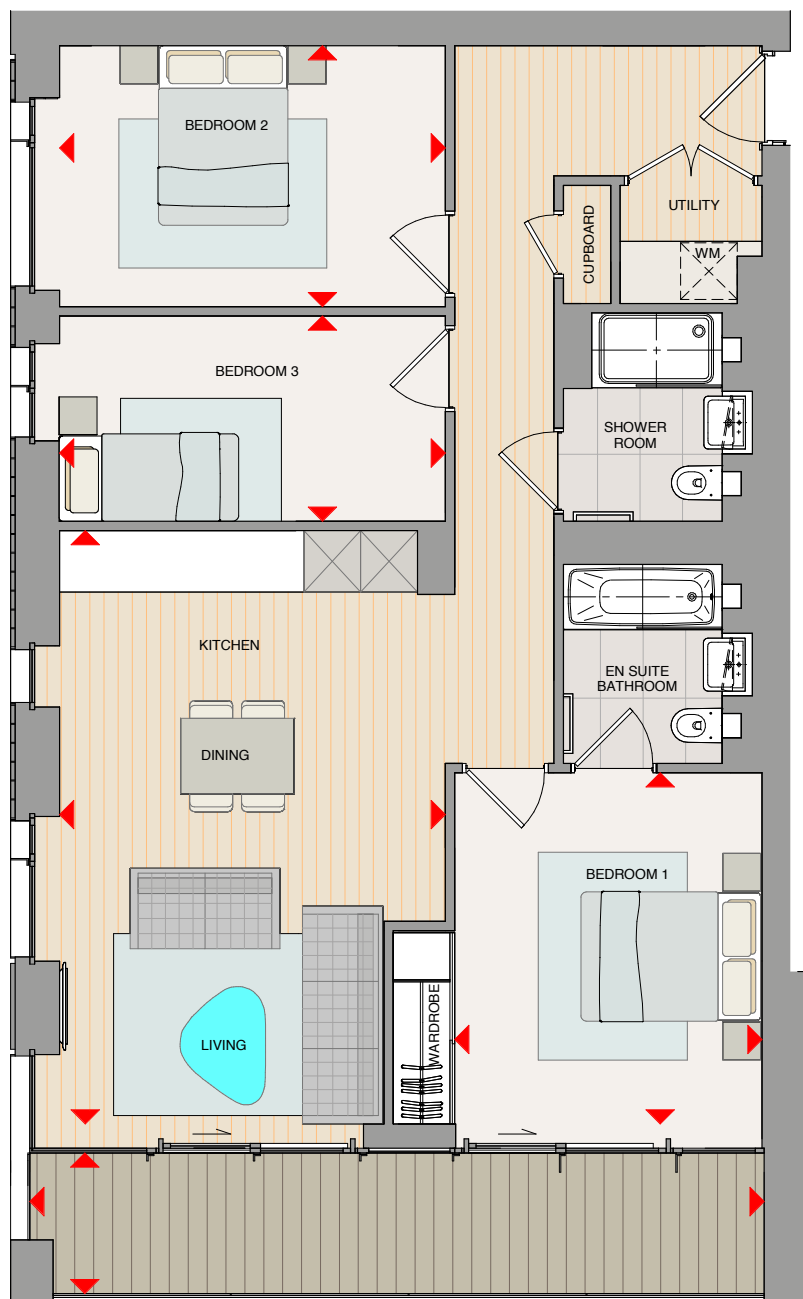 BEDROOM 2
UTILITY
CUPBOARD
WM
BEDROOM 3
SHOWER
ROOM
KITCHEN
EN SUITE
BATHROOM
DINING
BEDROOM 1
WARDROBE
LIVING